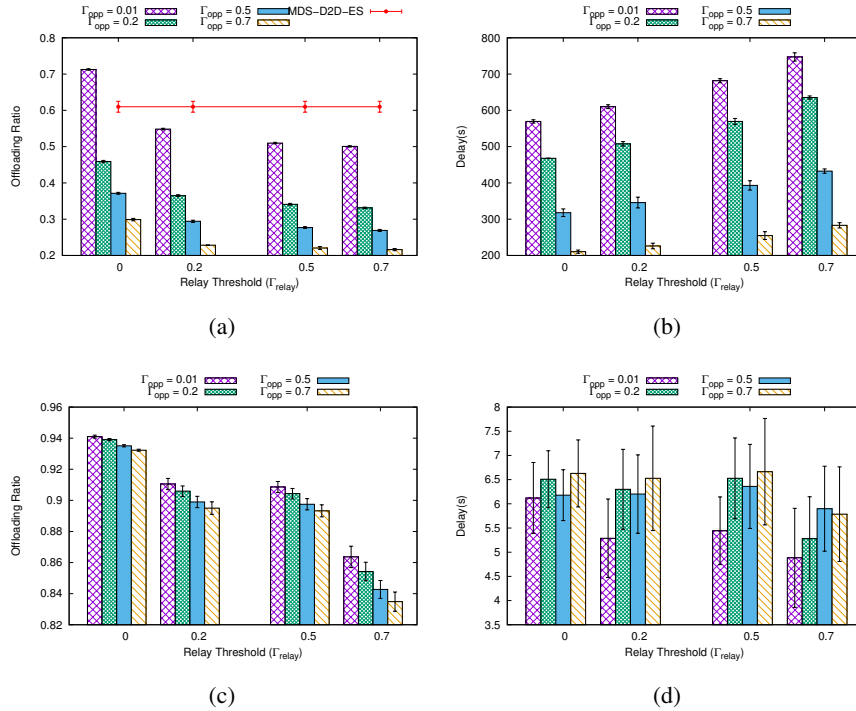 Γopp = 0.01
Γopp = 0.2
Γopp = 0.5
Γopp = 0.7
MDS-D2D-ES
0.8
0.7
0.6
0.5
0.4
0.3
0.2
Offloading Ratio
0 0.2 0.5 0.7
Relay Threshold (Γrelay)
(a)
Γopp = 0.01
Γopp = 0.2
Γopp = 0.5
Γopp = 0.7
800
700
600
500
400
300
200
Delay(s)
0 0.2 0.5 0.7
Relay Threshold (Γrelay)
(b)
Γopp = 0.01
Γopp = 0.2
Γopp = 0.5
Γopp = 0.7
0.96
0.94
0.92
0.9
0.88
0.86
0.84
0.82
Offloading Ratio
0 0.2 0.5 0.7
Relay Threshold (Γrelay)
(c)
Γopp = 0.01
Γopp = 0.2
Γopp = 0.5
Γopp = 0.7
8
7.5
7
6.5
6
5.5
5
4.5
4
3.5
Delay(s)
0 0.2 0.5 0.7
Relay Threshold (Γrelay)
(d)